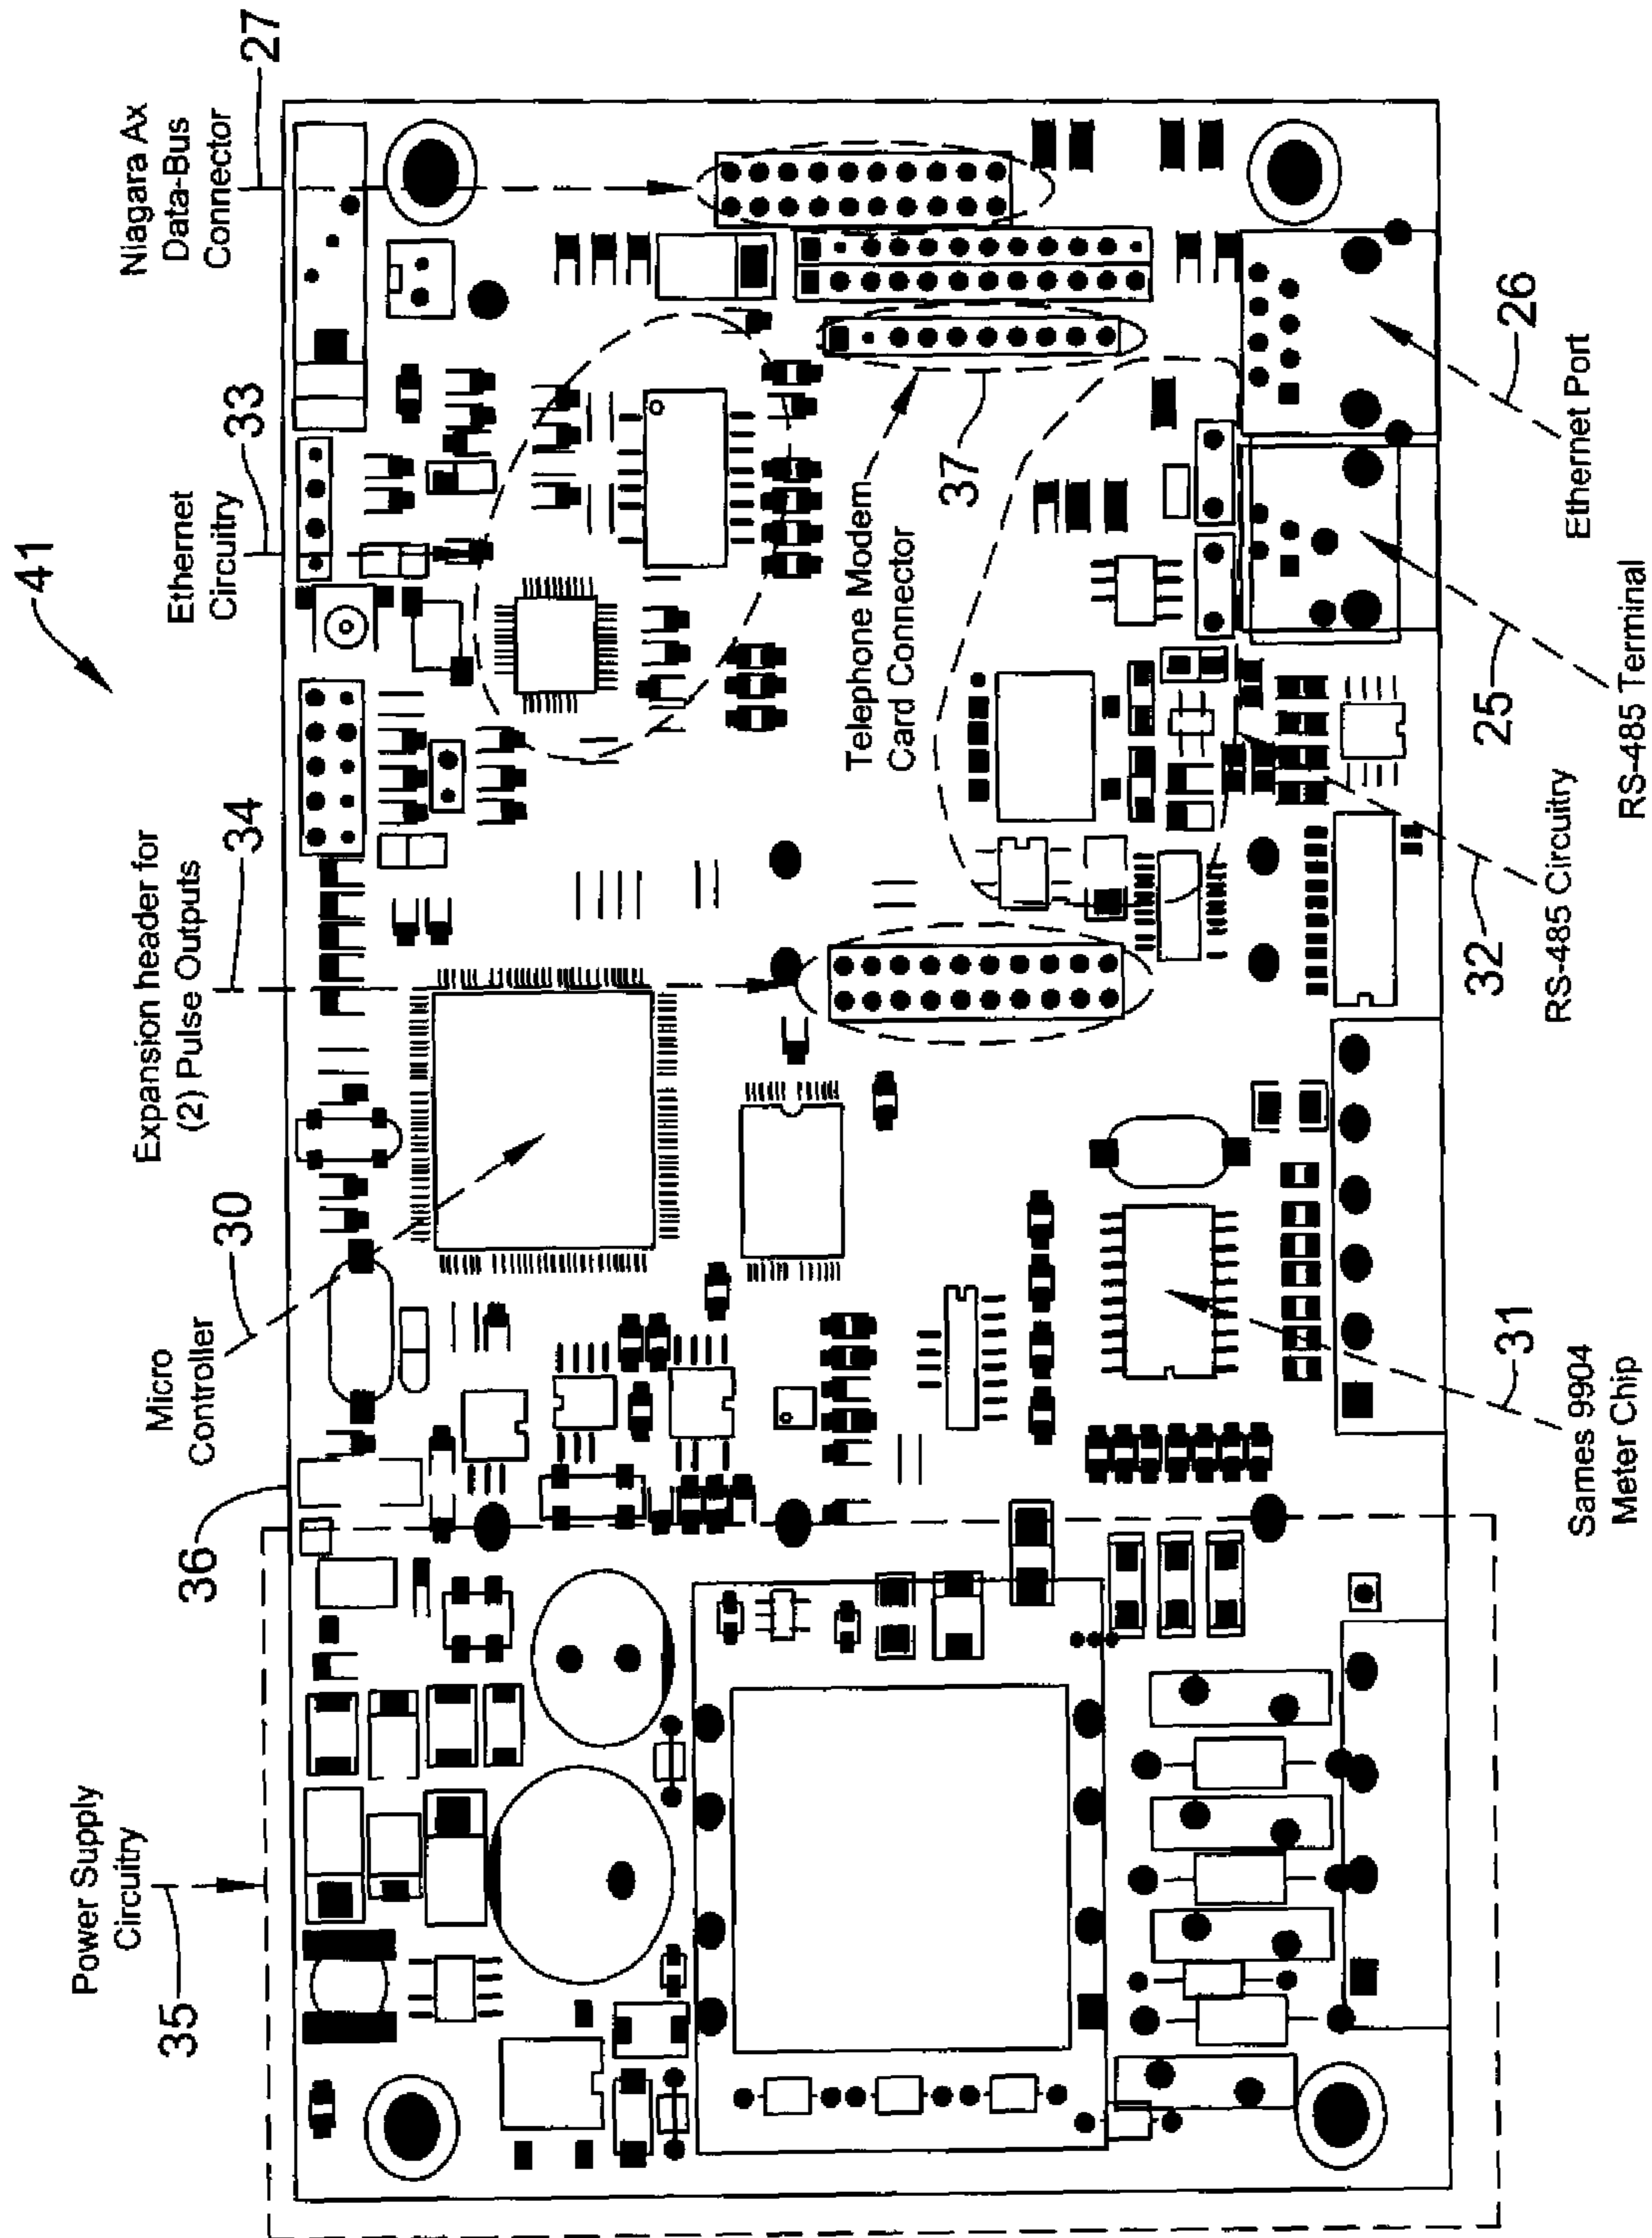 41
Power Supply
Circuitry
35
36
Micro
Controller
30
Expansion header for
(2) Pulse Outputs
34
Ethernet
Circuitry
33
Niagara Ax
Data-Bus
Connector
27
Telephone Modem
Card Connector
37
Sames 9904
Meter Chip
31
RS-485 Circuitry
32
RS-485 Terminal
25
Ethernet Port
26